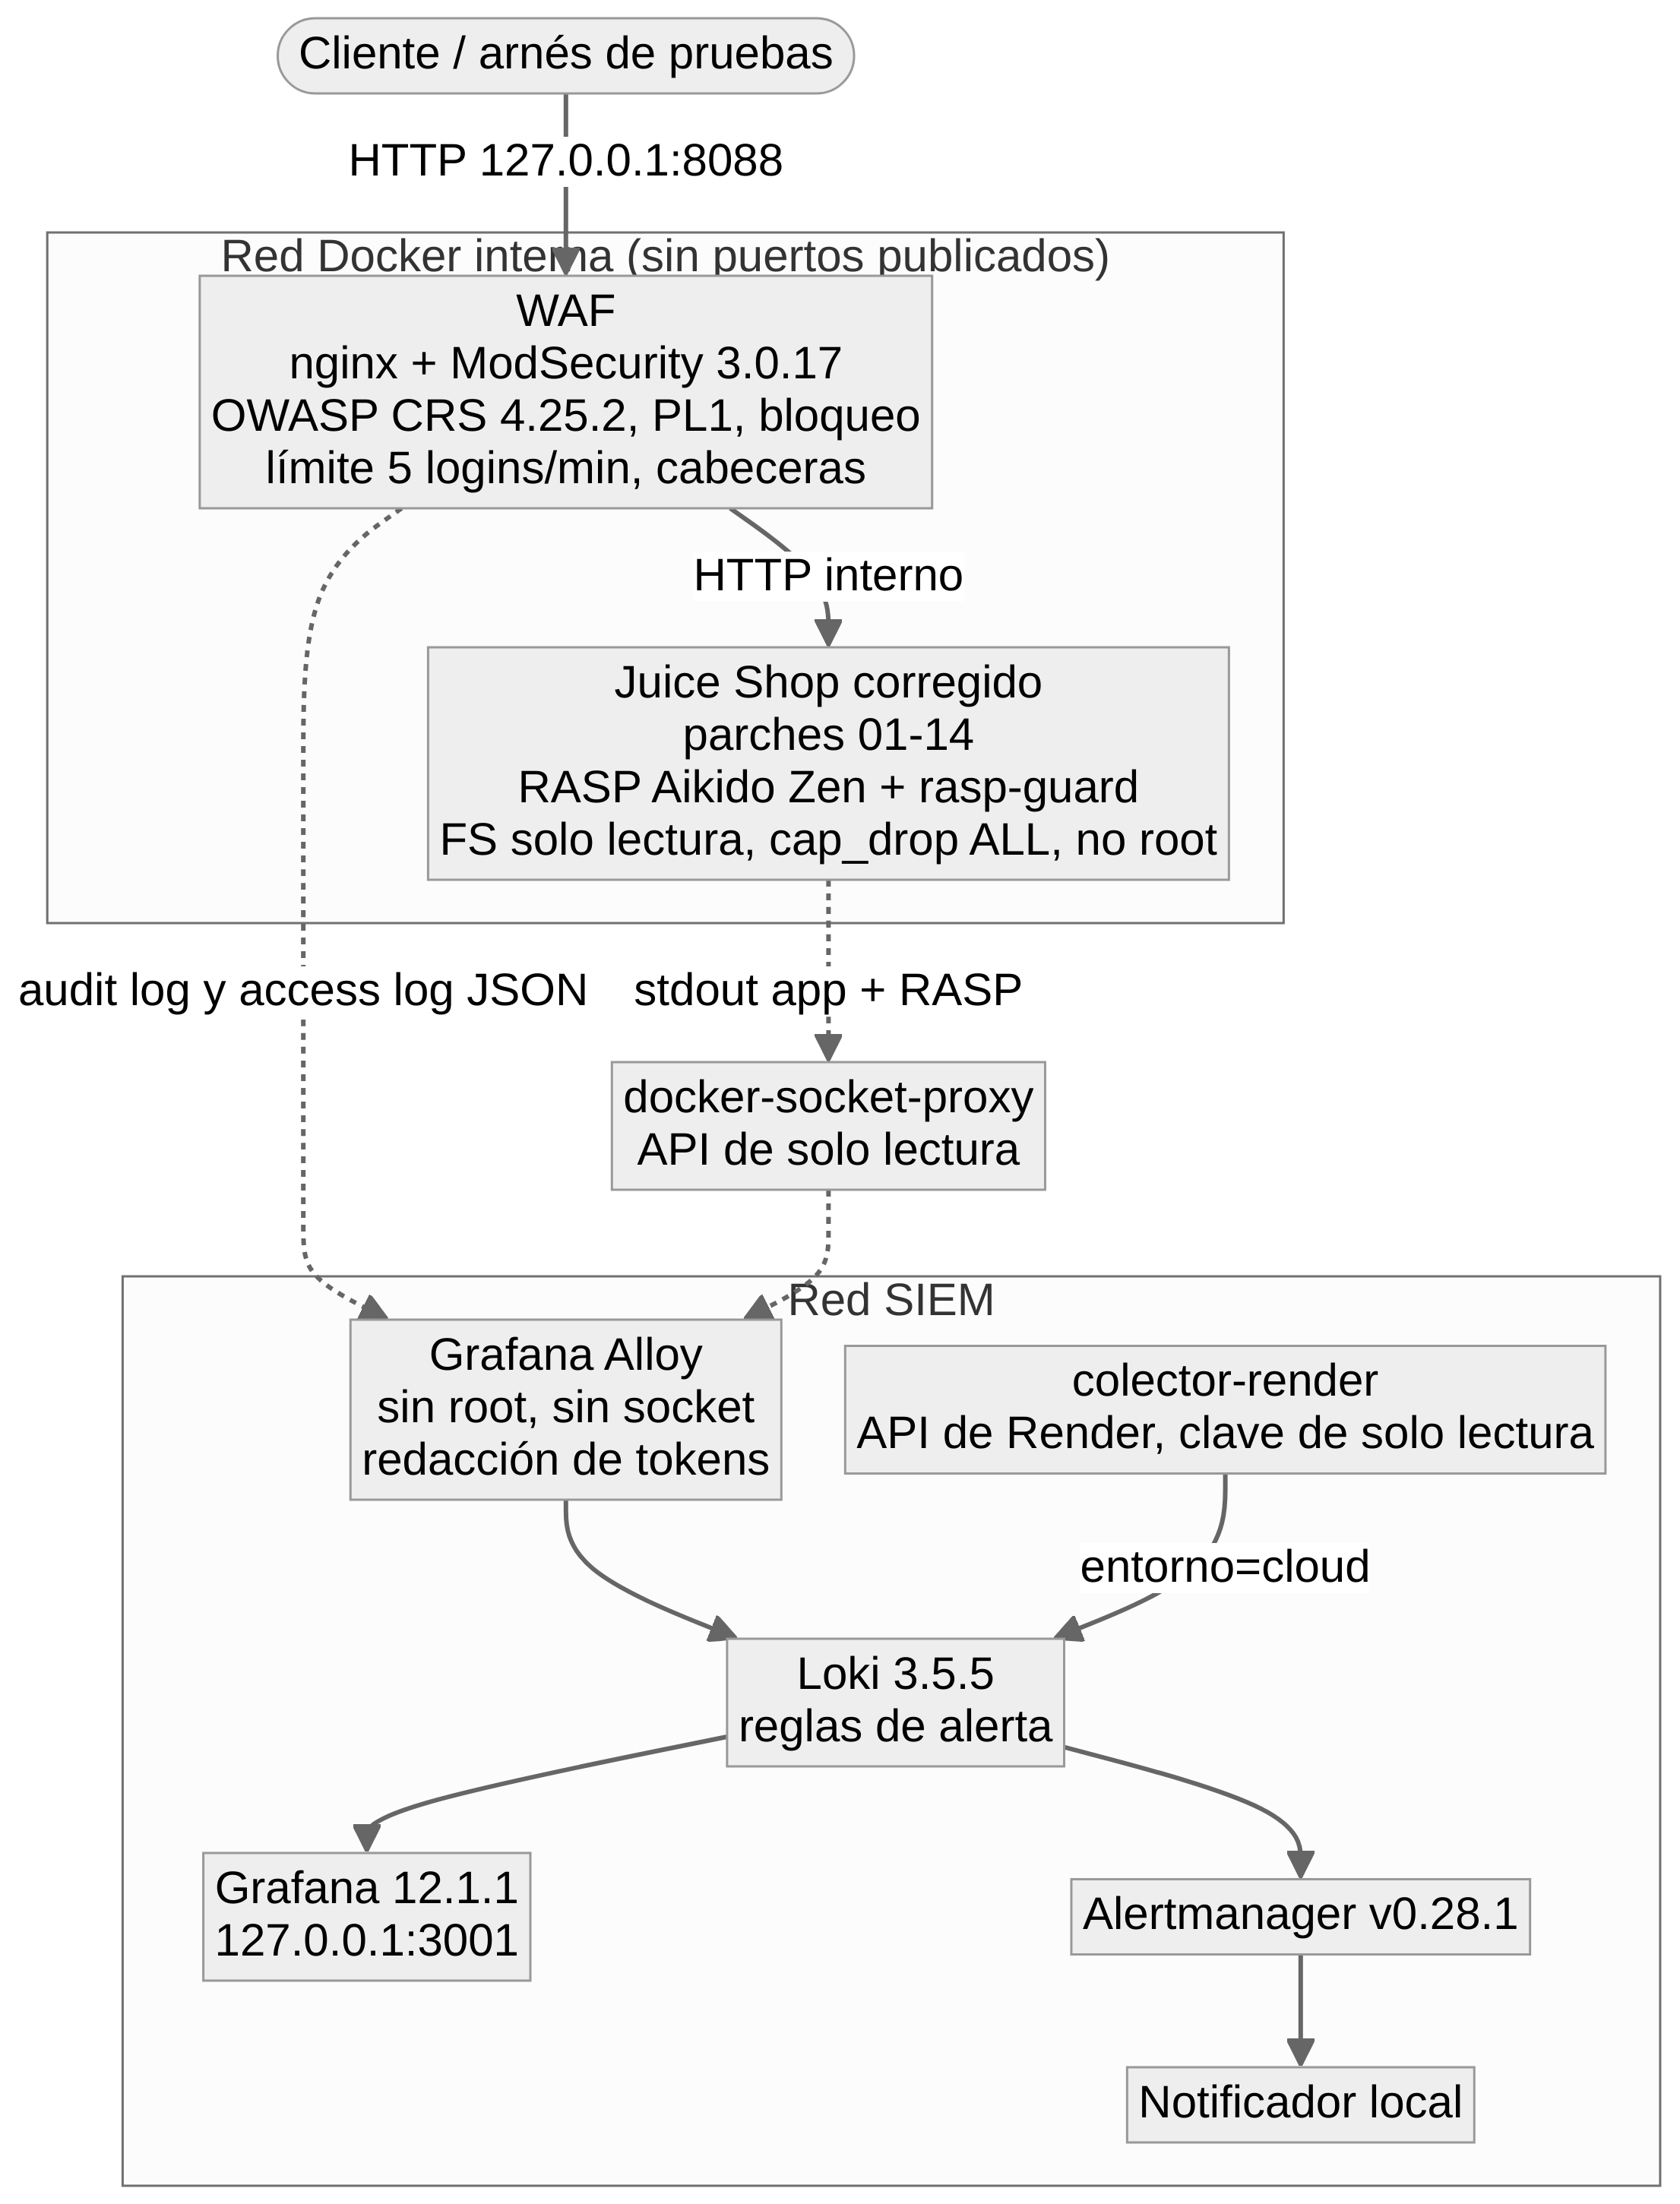 Cliente / arnés de pruebas
HTTP 127.0.0.1:8088
Red Docker interna (sin puertos publicados)
WAF
nginx + ModSecurity 3.0.17
OWASP CRS 4.25.2, PL1, bloqueo
límite 5 logins/min, cabeceras
HTTP interno
Juice Shop corregido
parches 01-14
RASP Aikido Zen + rasp-guard
FS solo lectura, cap_drop ALL, no root
audit log y access log JSON
stdout app + RASP
docker-socket-proxy
API de solo lectura
Red SIEM
Grafana Alloy
sin root, sin socket
redacción de tokens
colector-render
API de Render, clave de solo lectura
entorno=cloud
Loki 3.5.5
reglas de alerta
Grafana 12.1.1
127.0.0.1:3001
Alertmanager v0.28.1
Notificador local